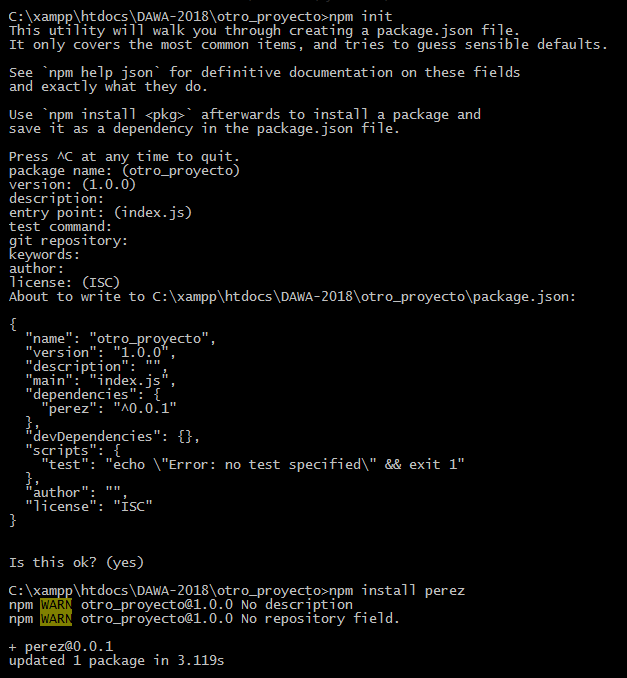 C:\xampp\htdocs\DAWA-2018\otro_proyecto>npm init
This utility will walk you through creating a package.json file.
It only covers the most common items, and tries to guess sensible defaults.
See `npm help json` for definitive documentation on these fields
and exactly what they do.
Use `npm install <pkg>` afterwards to install a package and
save it as a dependency in the package.json file.
Press ^C at any time to quit.
package name: (otro_proyecto)
version: (1.0.0)
description:
entry point: (index.js)
test command:
git repository:
keywords:
author:
license: (ISC)
About to write to C:\xampp\htdocs\DAWA-2018\otro_proyecto\package.json:
{
  "name": "otro_proyecto",
  "version": "1.0.0",
  "description": "",
  "main": "index.js",
  "dependencies": {
    "perez": "^0.0.1"
  },
  "devDependencies": {},
  "scripts": {
    "test": "echo \"Error: no test specified\" && exit 1"
  },
  "author": "",
  "license": "ISC"
}
Is this ok? (yes)
C:\xampp\htdocs\DAWA-2018\otro_proyecto>npm install perez
npm WARN otro_proyecto@1.0.0 No description
npm WARN otro_proyecto@1.0.0 No repository field.
+ perez@0.0.1
updated 1 package in 3.119s